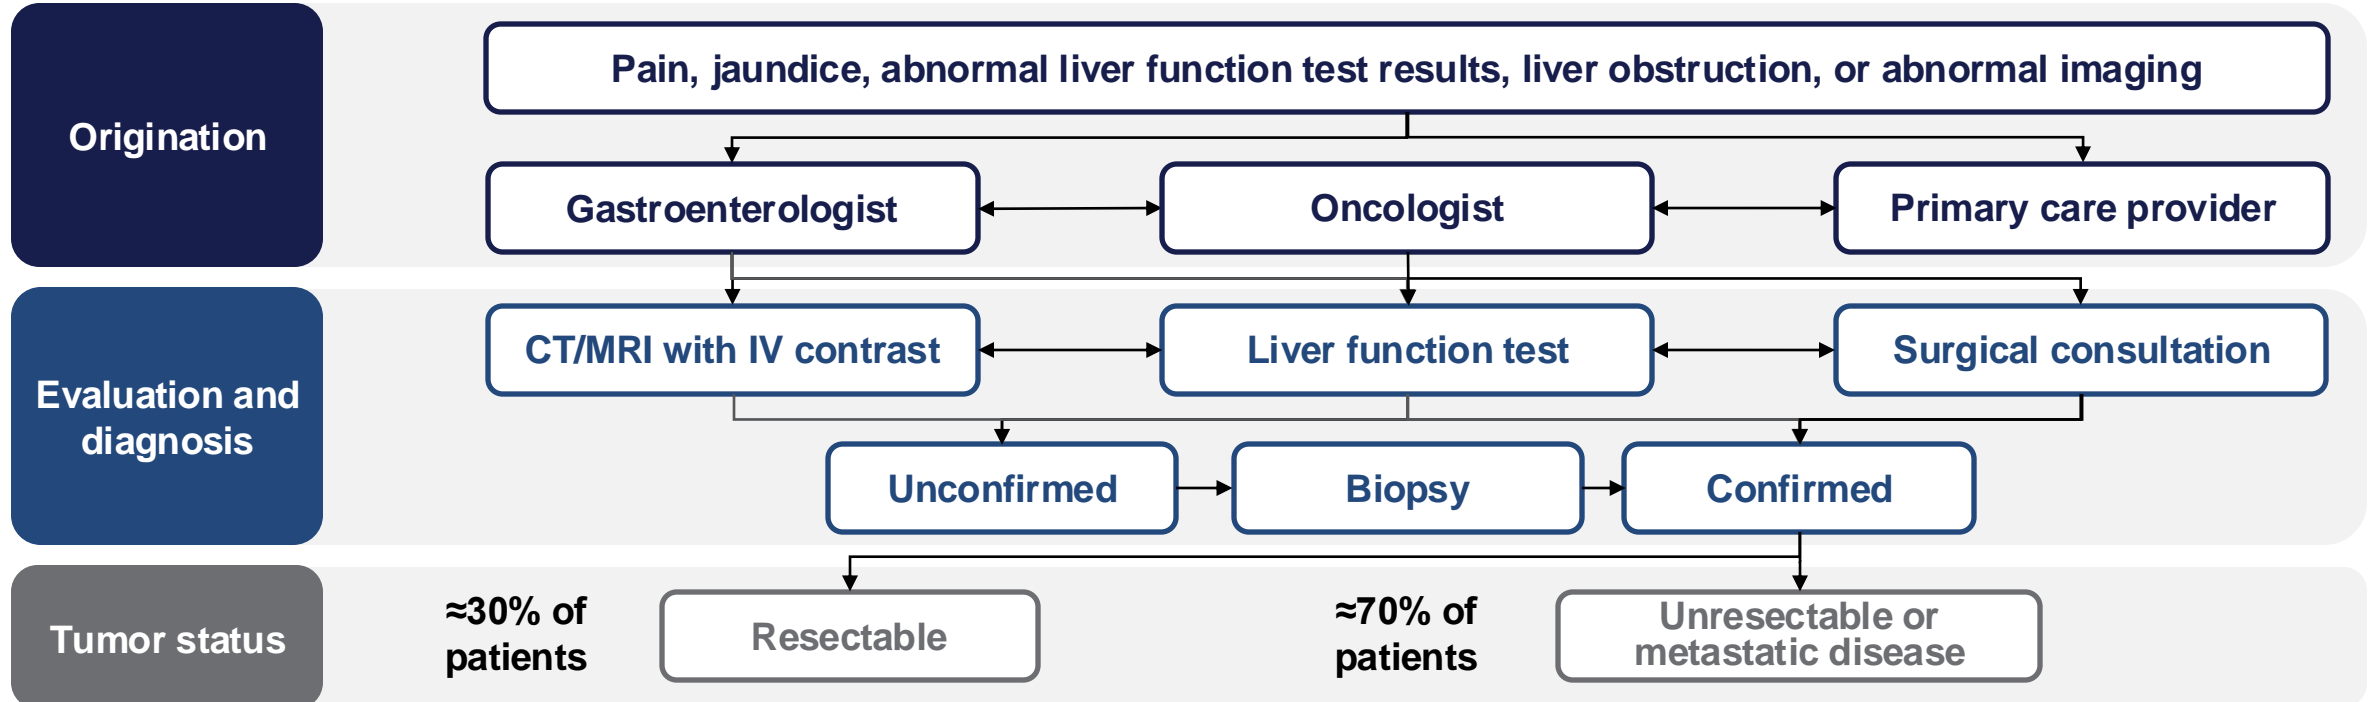 Origination
Pain, jaundice, abnormal liver function test results, liver obstruction, or abnormal imaging
Gastroenterologist
Oncologist
Primary care provider
Evaluation and
diagnosis
CT/MRI with IV contrast
Liver function test
Surgical consultation
Unconfirmed
Biopsy
Confirmed
Tumor status
≈30% of
patients
Resectable
≈70% of
patients
Unresectable or
metastatic disease